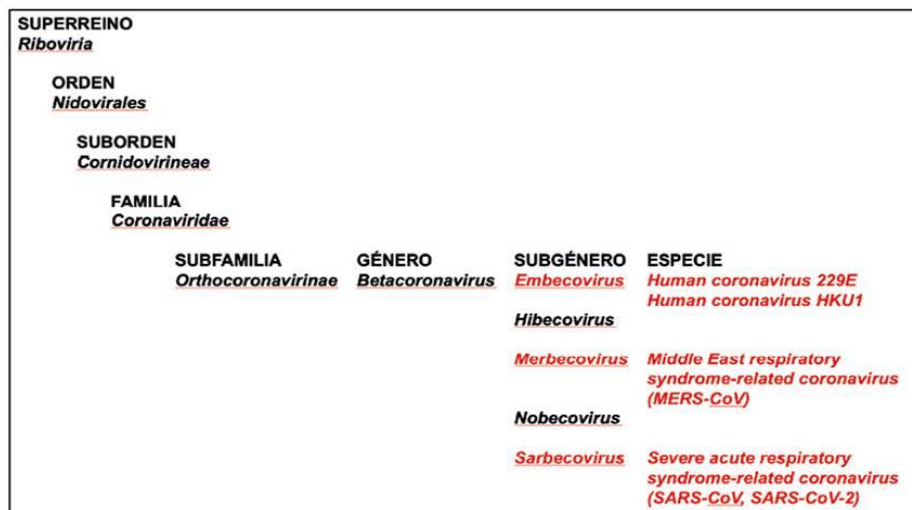 SUPERREINO
Riboviria
ORDEN
Nidovirales
SUBORDEN
Cornidovirineae
FAMILIA
Coronaviridae
SUBFAMILIA GÉNERO SUBGÉNERO ESPECIE
Orthocoronavirinae Betacoronavirus Embecovirus Human coronavirus 229E
Human coronavirus HKU1
Hibecovirus
Merbecovirus Middle East respiratory
syndrome-related coronavirus
(MERS-CoV)
Nobecovirus
Sarbecovirus Severe acute respiratory
syndrome-related coronavirus
(SARS-CoV, SARS-CoV-2)